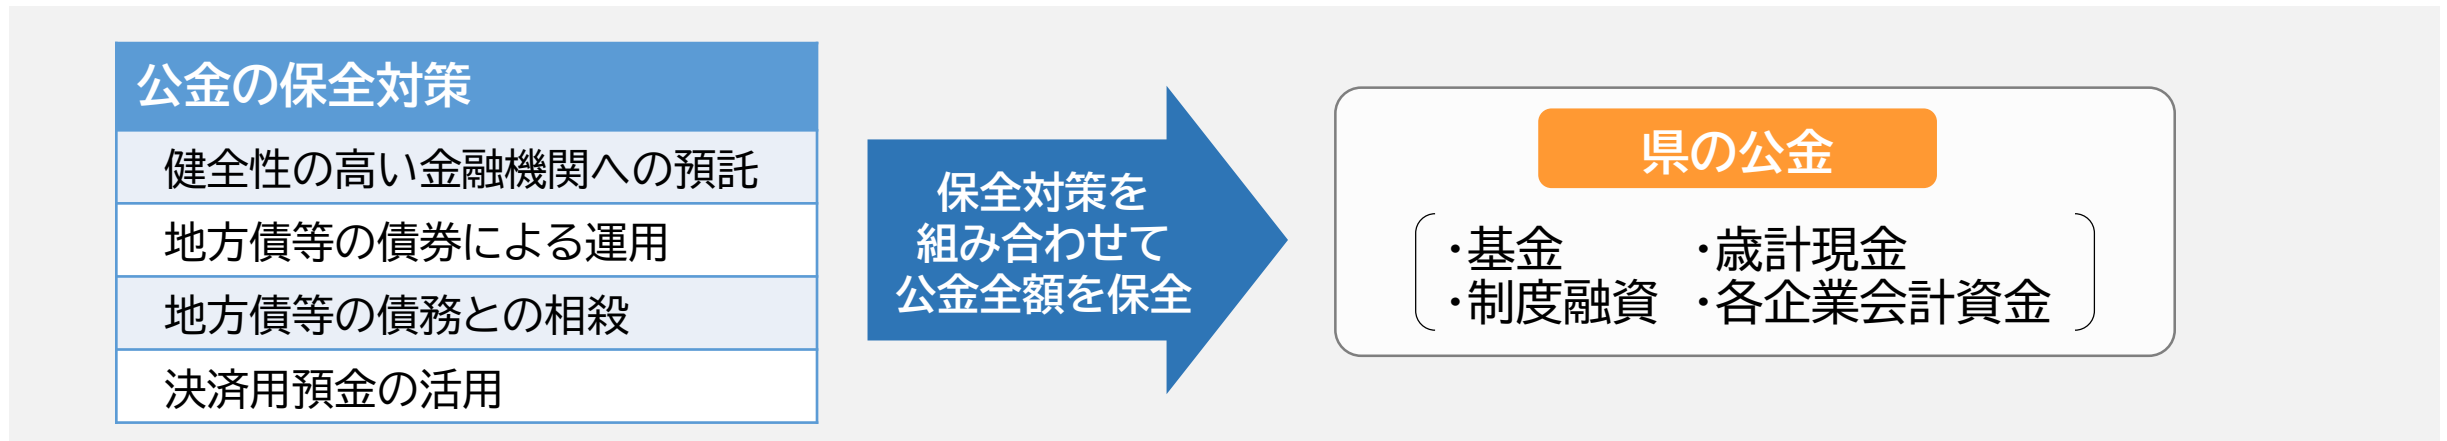 公金の保全対策
健全性の高い金融機関への預託
地方債等の債券による運用
地方債等の債務との相殺
決済用預金の活用
保全対策を
組み合わせて
公金全額を保全
県の公金
・基金 ・歳計現金
・制度融資 ・各企業会計資金